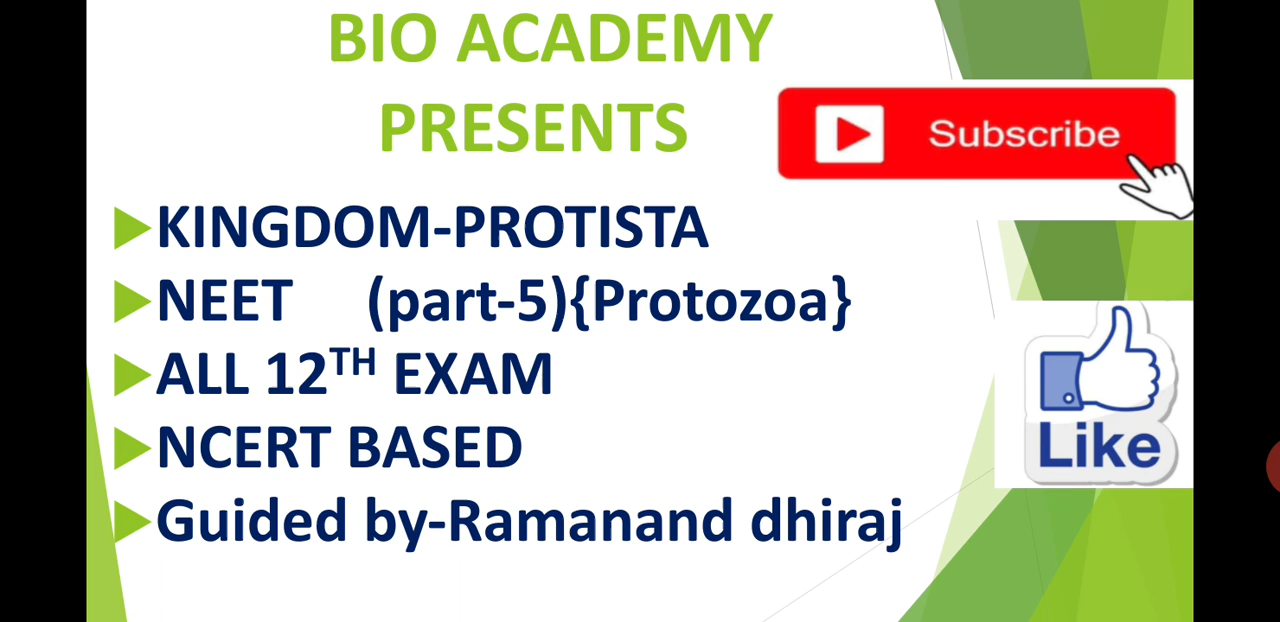 BIO ACADEMY
PRESENTS
Subscribe
KINGDOM-PROTISTA
NEET (part-5){Protozoa}
ALL 12TH EXAM
NCERT BASED
Like
Guided by-Ramanand dhiraj